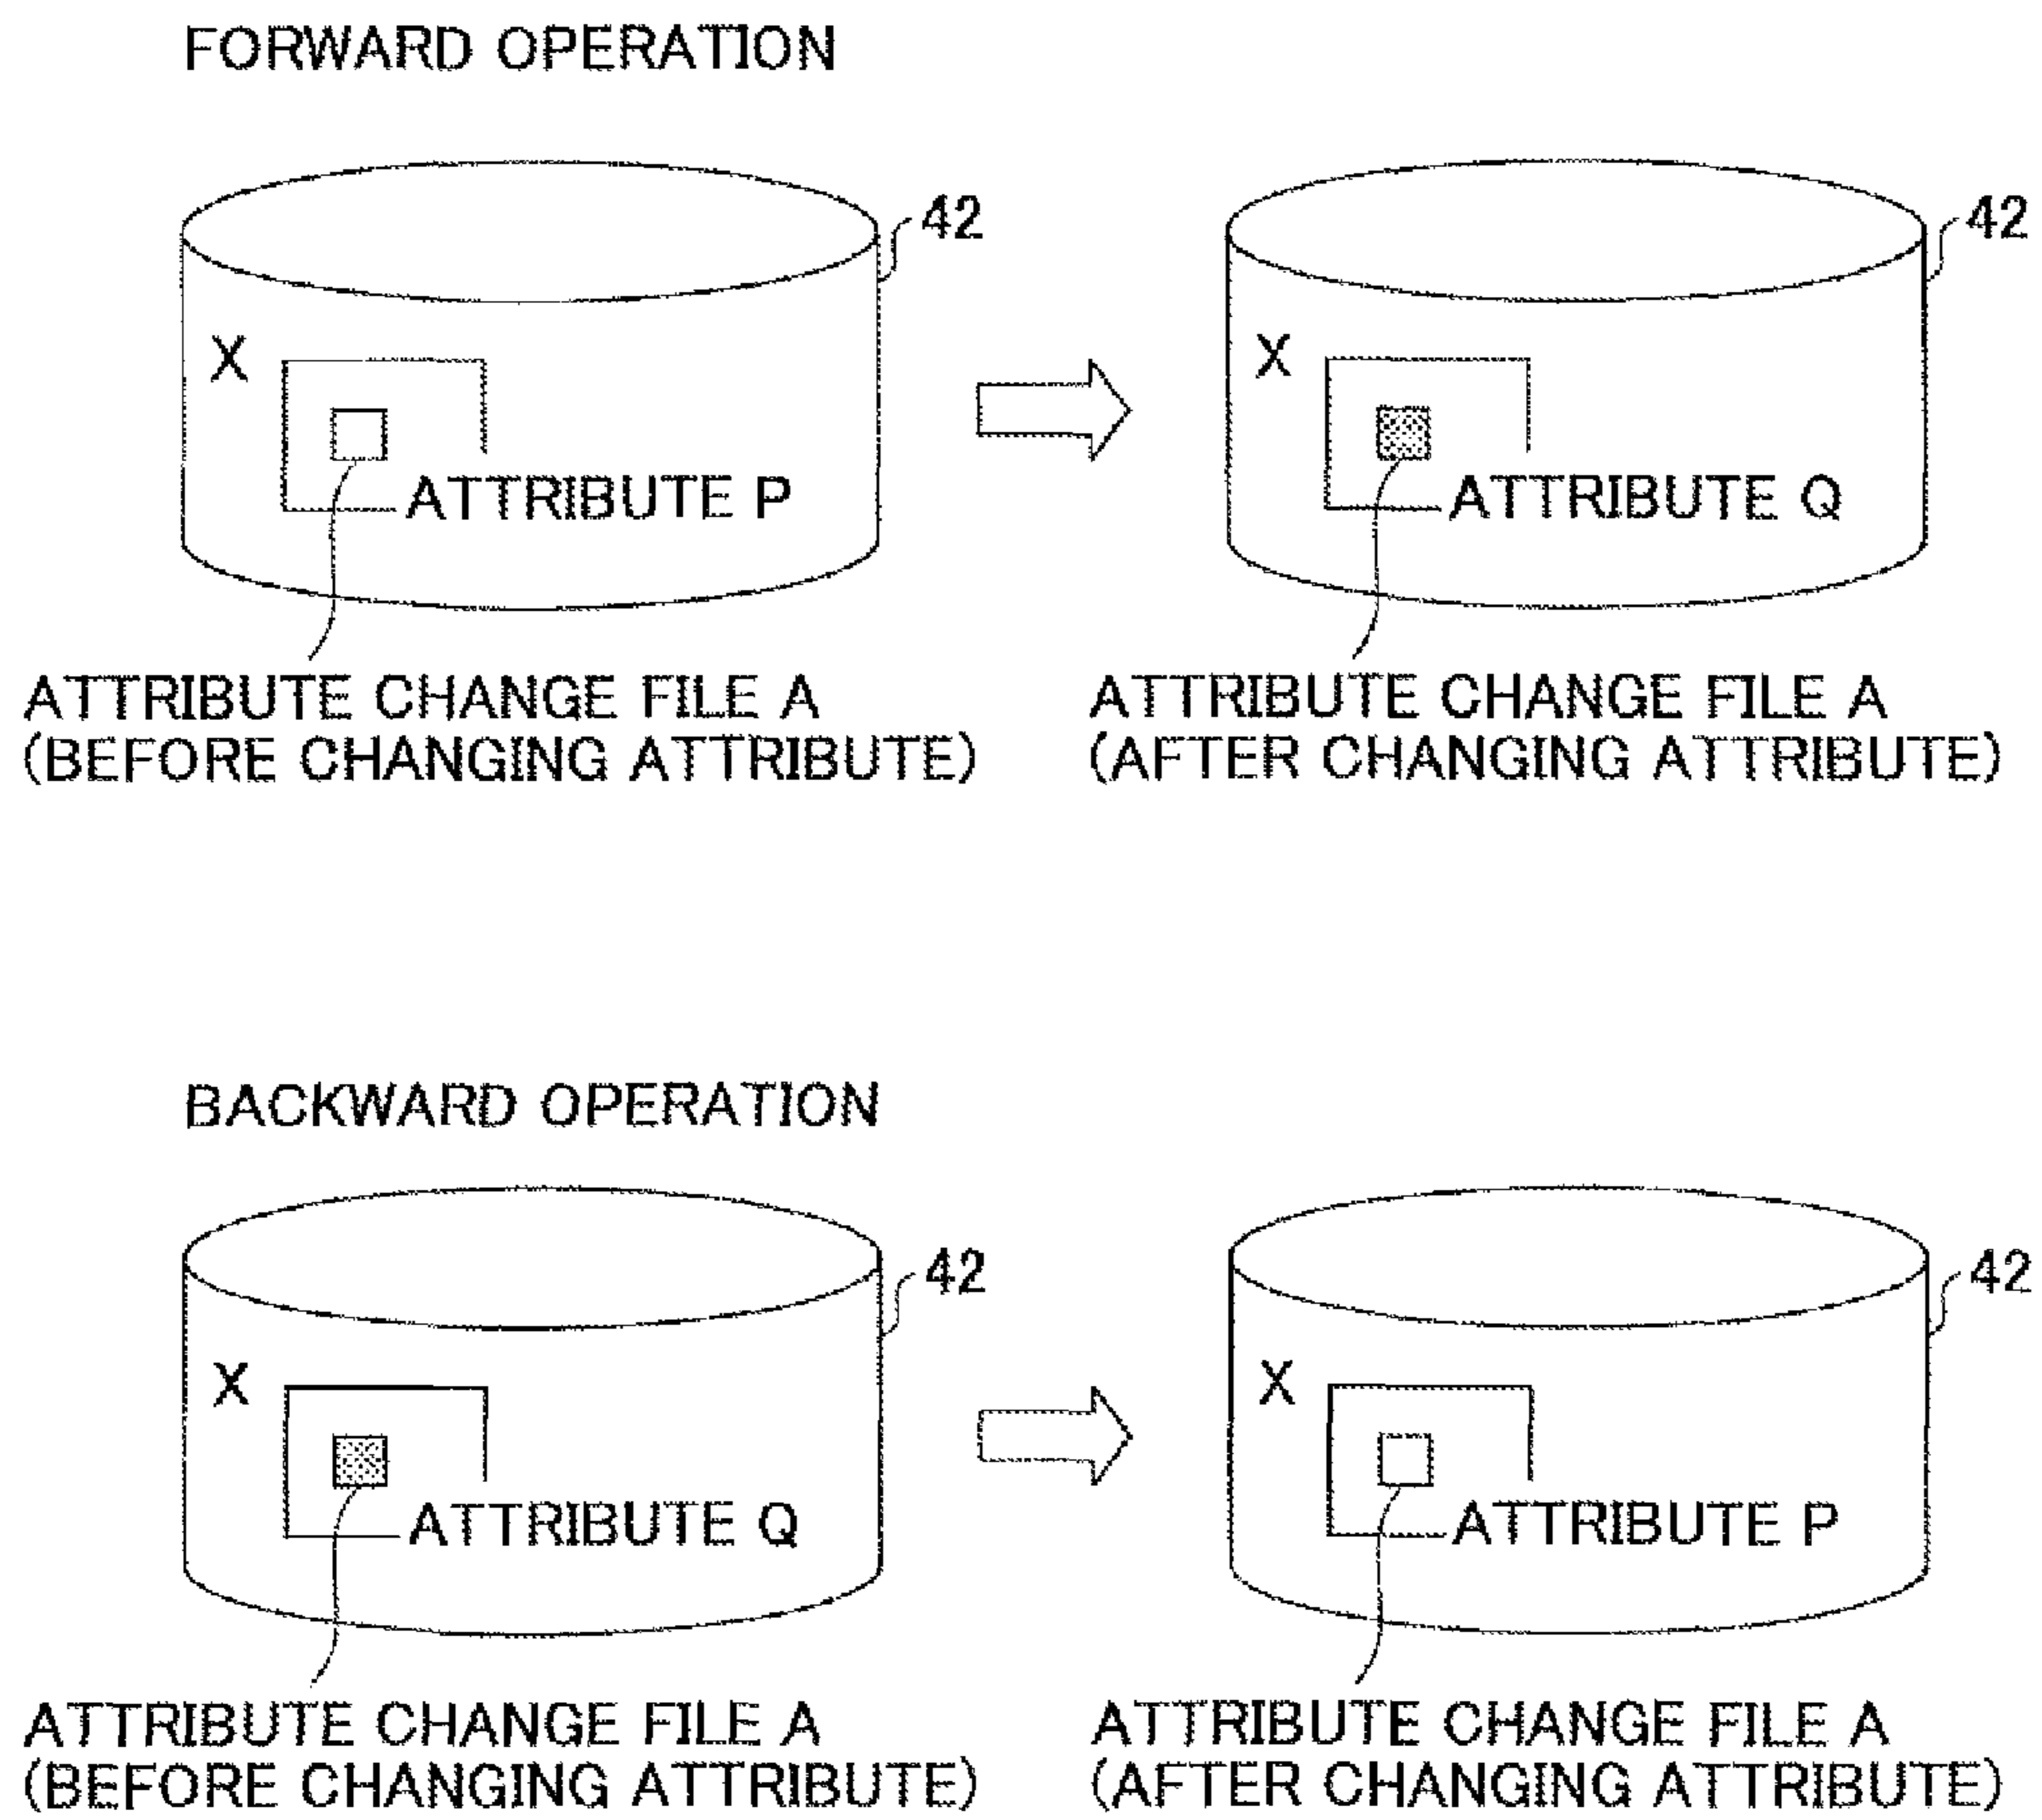 FORWARD OPERATION
42
42
X
X
ATTRIBUTE P
ATTRIBUTE Q
ATTRIBUTE CHANGE FILE A
(BEFORE CHANGING ATTRIBUTE)
ATTRIBUTE CHANGE FILE A
(AFTER CHANGING ATTRIBUTE)
BACKWARD OPERATION
42
42
X
X
ATTRIBUTE Q
ATTRIBUTE P
ATTRIBUTE CHANGE FILE A
(BEFORE CHANGING ATTRIBUTE)
ATTRIBUTE CHANGE FILE A
(AFTER CHANGING ATTRIBUTE)